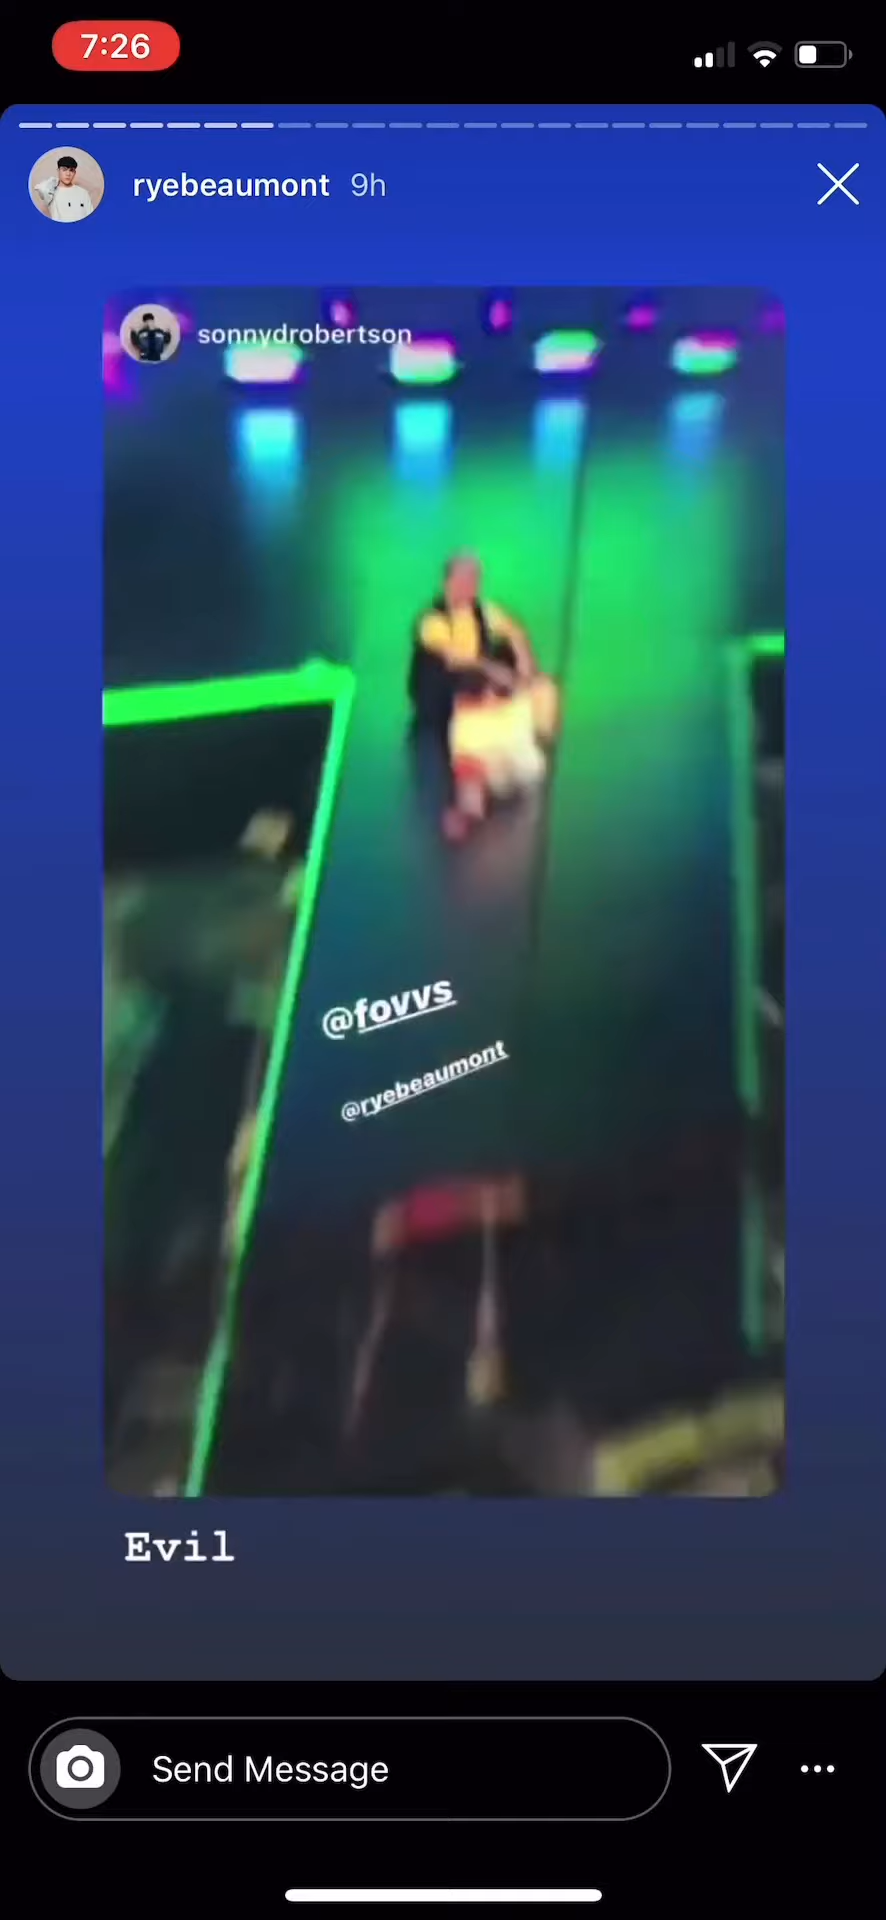 7:26
ryebeaumont 9h
sonnydrobertson
@fovvs
@ryebeaumont
Evil
Send Message